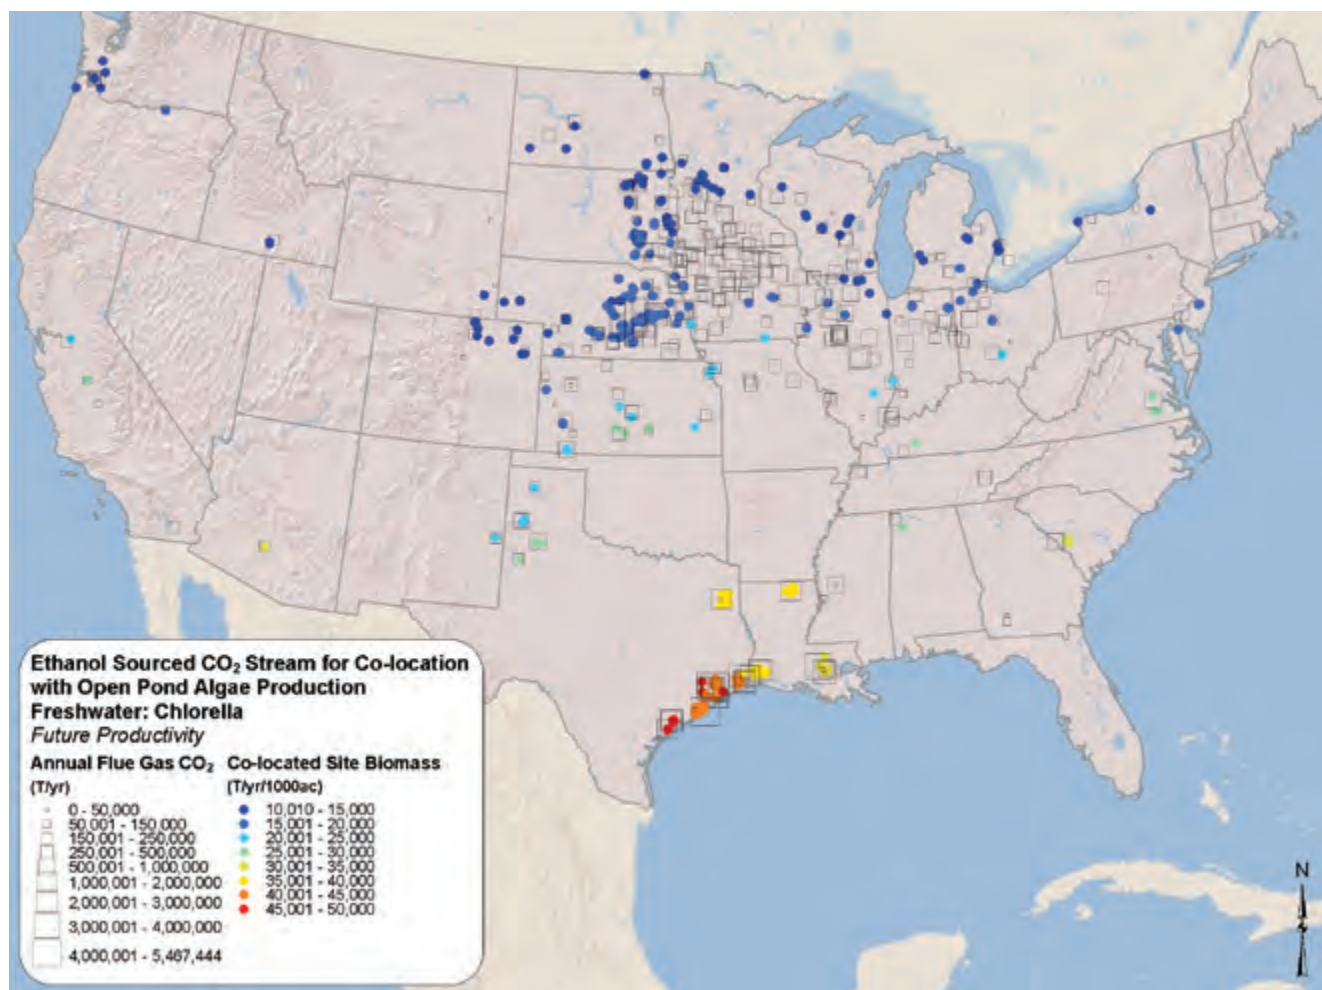 Ethanol Sourced CO₂ Stream for Co-location
with Open Pond Algae Production
Freshwater: Chlorella
Future Productivity
Annual Flue Gas CO₂ Co-located Site Biomass
(T/yr) (T/yr/1000ac)
0 - 50,000 10,010 - 15,000
50,001 - 150,000 15,001 - 20,000
150,001 - 250,000 20,001 - 25,000
250,001 - 500,000 25,001 - 30,000
500,001 - 1,000,000 30,001 - 35,000
1,000,001 - 2,000,000 35,001 - 40,000
2,000,001 - 3,000,000 40,001 - 45,000
3,000,001 - 4,000,000 45,001 - 50,000
4,000,001 - 5,467,444
N